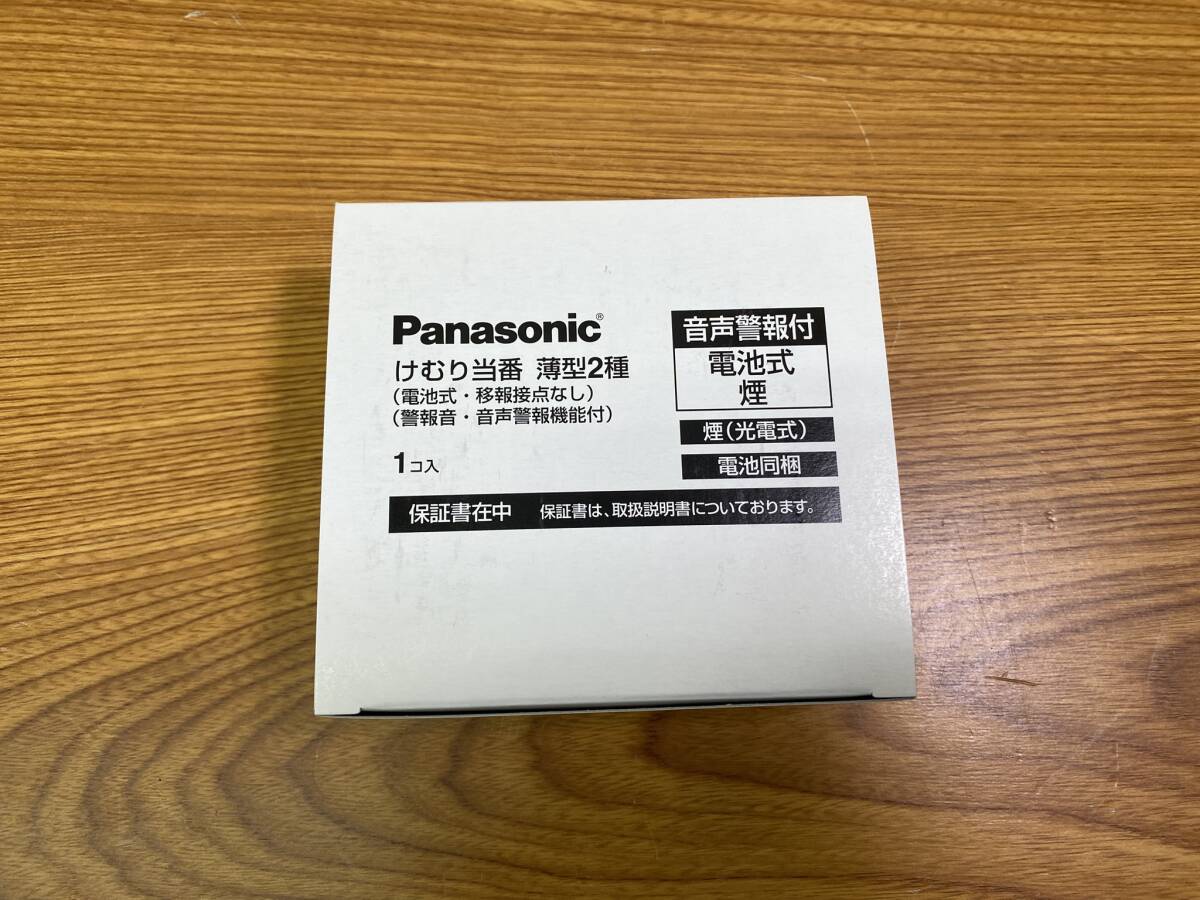 Panasonic®
けむり当番 薄型2種
(電池式・移報接点なし)
(警報音・音声警報機能付)
1コ入
音声警報付
電池式
煙
煙(光電式)
電池同梱
保証書在中 保証書は、取扱説明書についております。